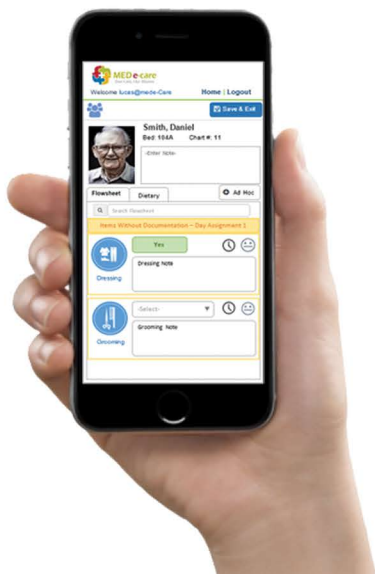 MED e-care
Welcome lucas@mede-Care
Home | Logout
Save & Exit
Smith, Daniel
Bed: 104A Chart #: 11
-Enter Note-
Flowsheet
Dietary
Ad Hoc
Search Flowsheet
Items Without Documentation - Day Assignment 1
Yes
Dressing Note
Dressing
-Select-
Grooming Note
Grooming